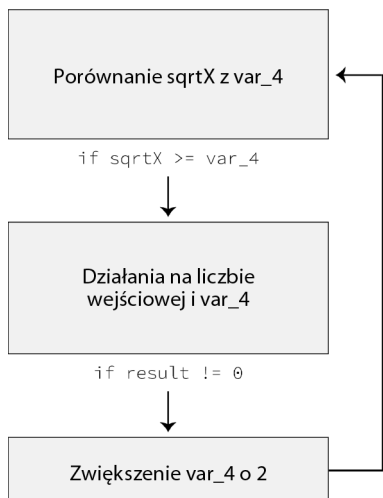 Porównanie sqrtX z var_4
if sqrtX >= var_4
Działania na liczbie
wejściowej i var_4
if result != 0
Zwiększenie var_4 o 2